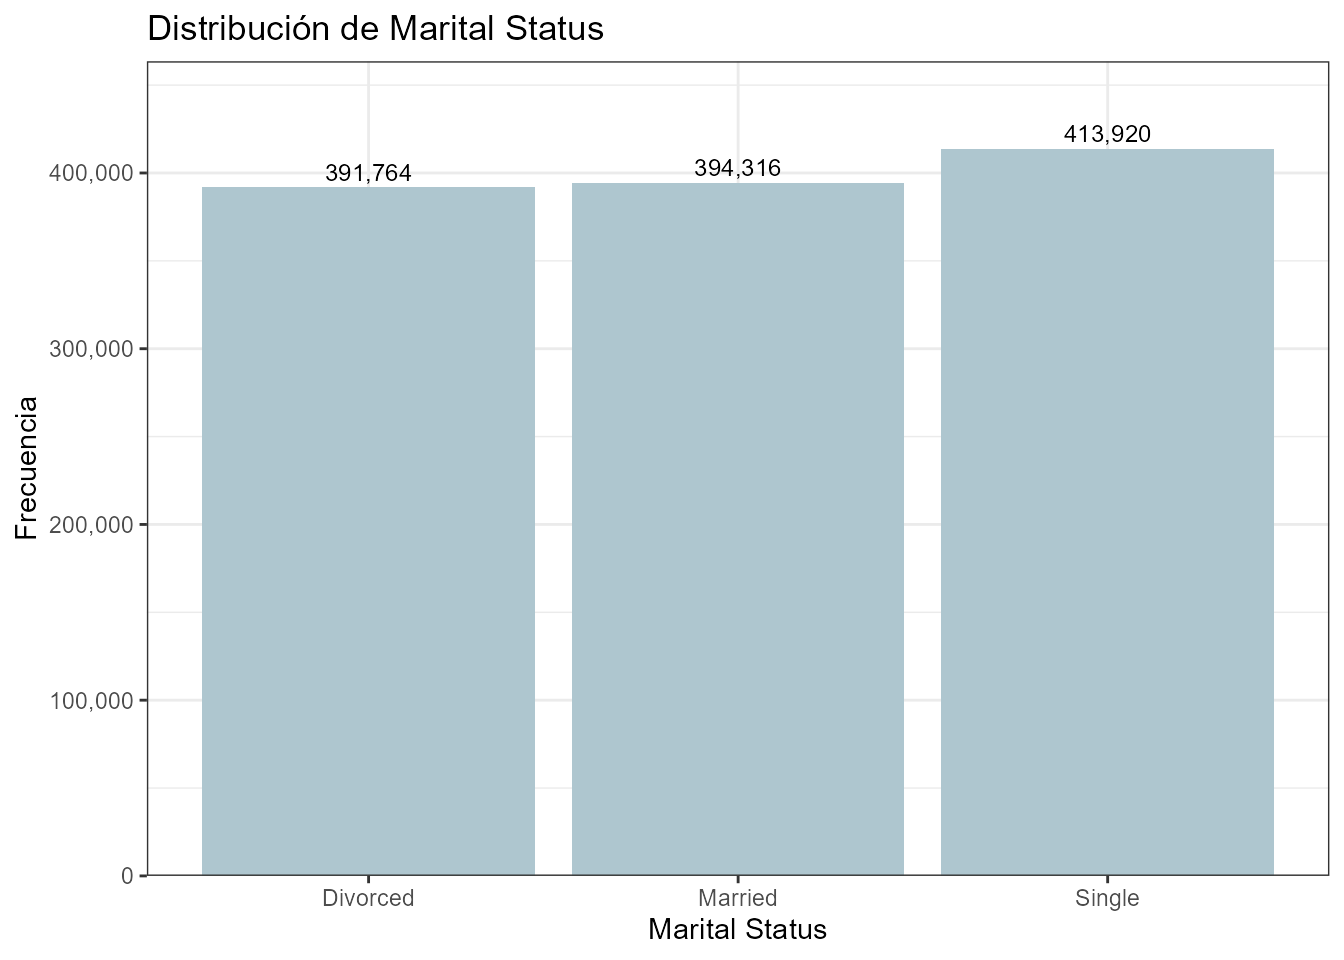 Distribución de Marital Status
Frecuencia
400,000
300,000
200,000
100,000
0
391,764
394,316
413,920
Divorced
Married
Single
Marital Status